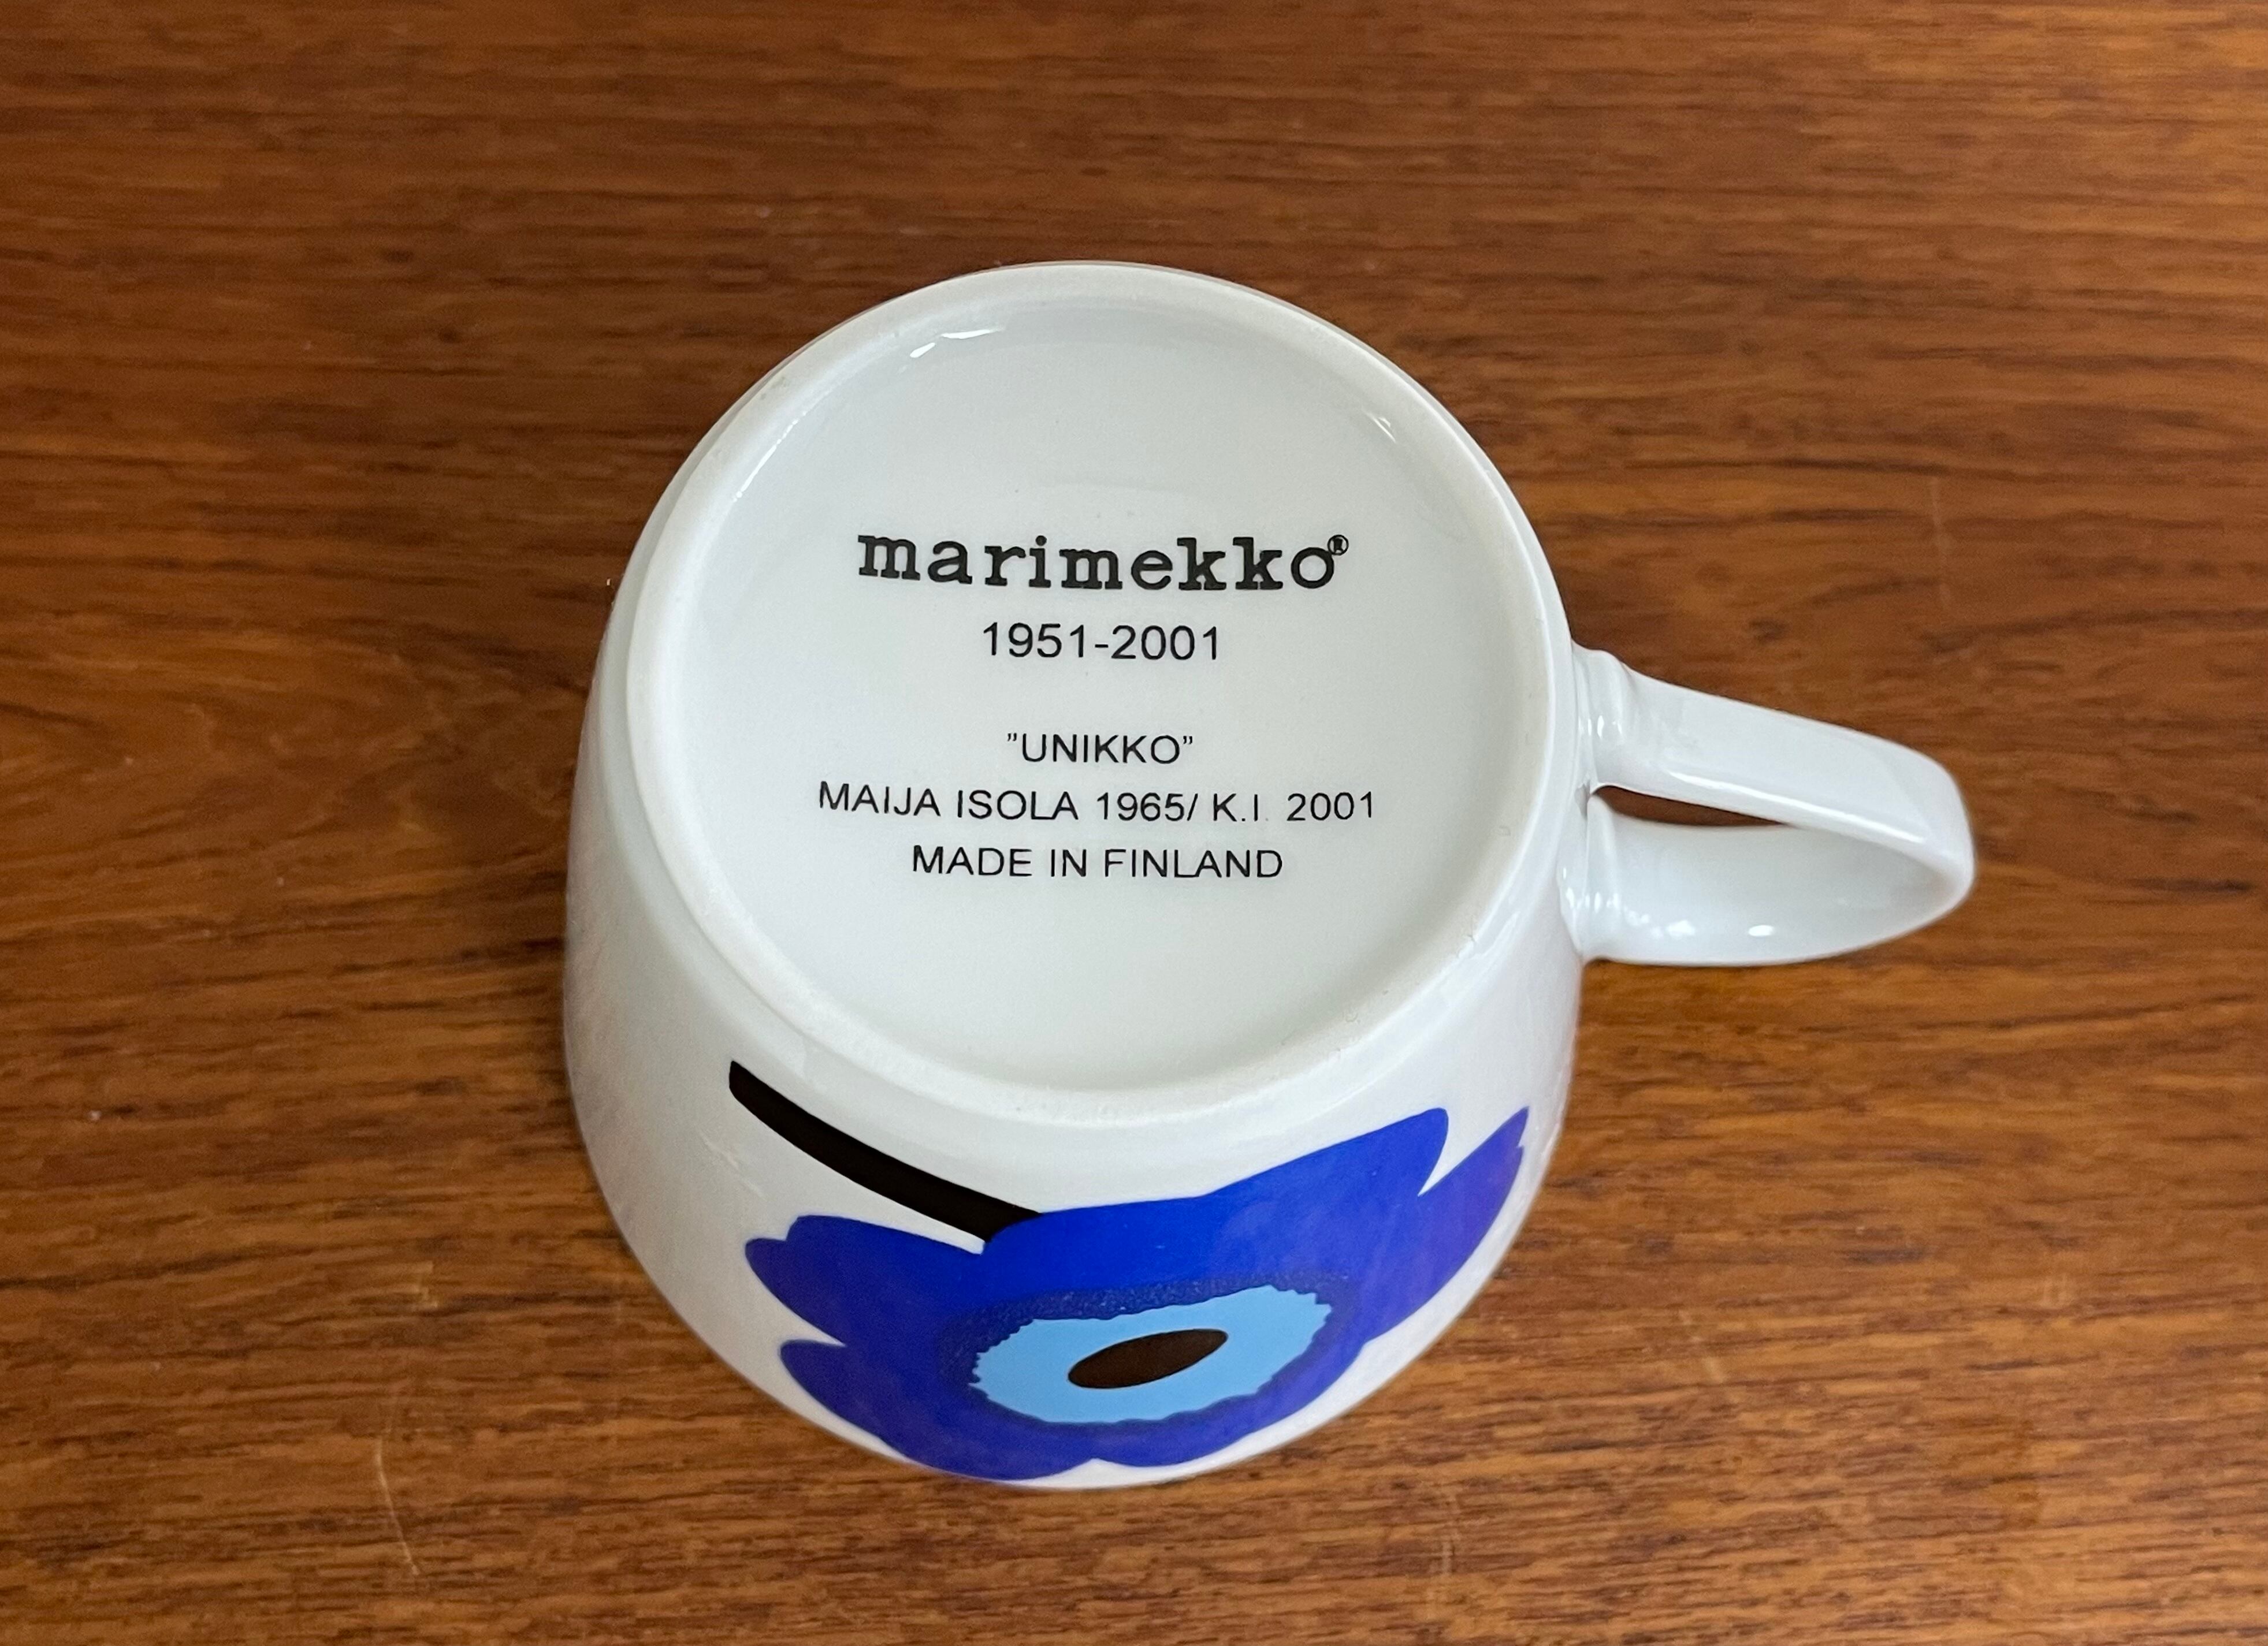 marimekko®
1951-2001
”UNIKKO”
MAIJA ISOLA 1965/ K.I. 2001
MADE IN FINLAND